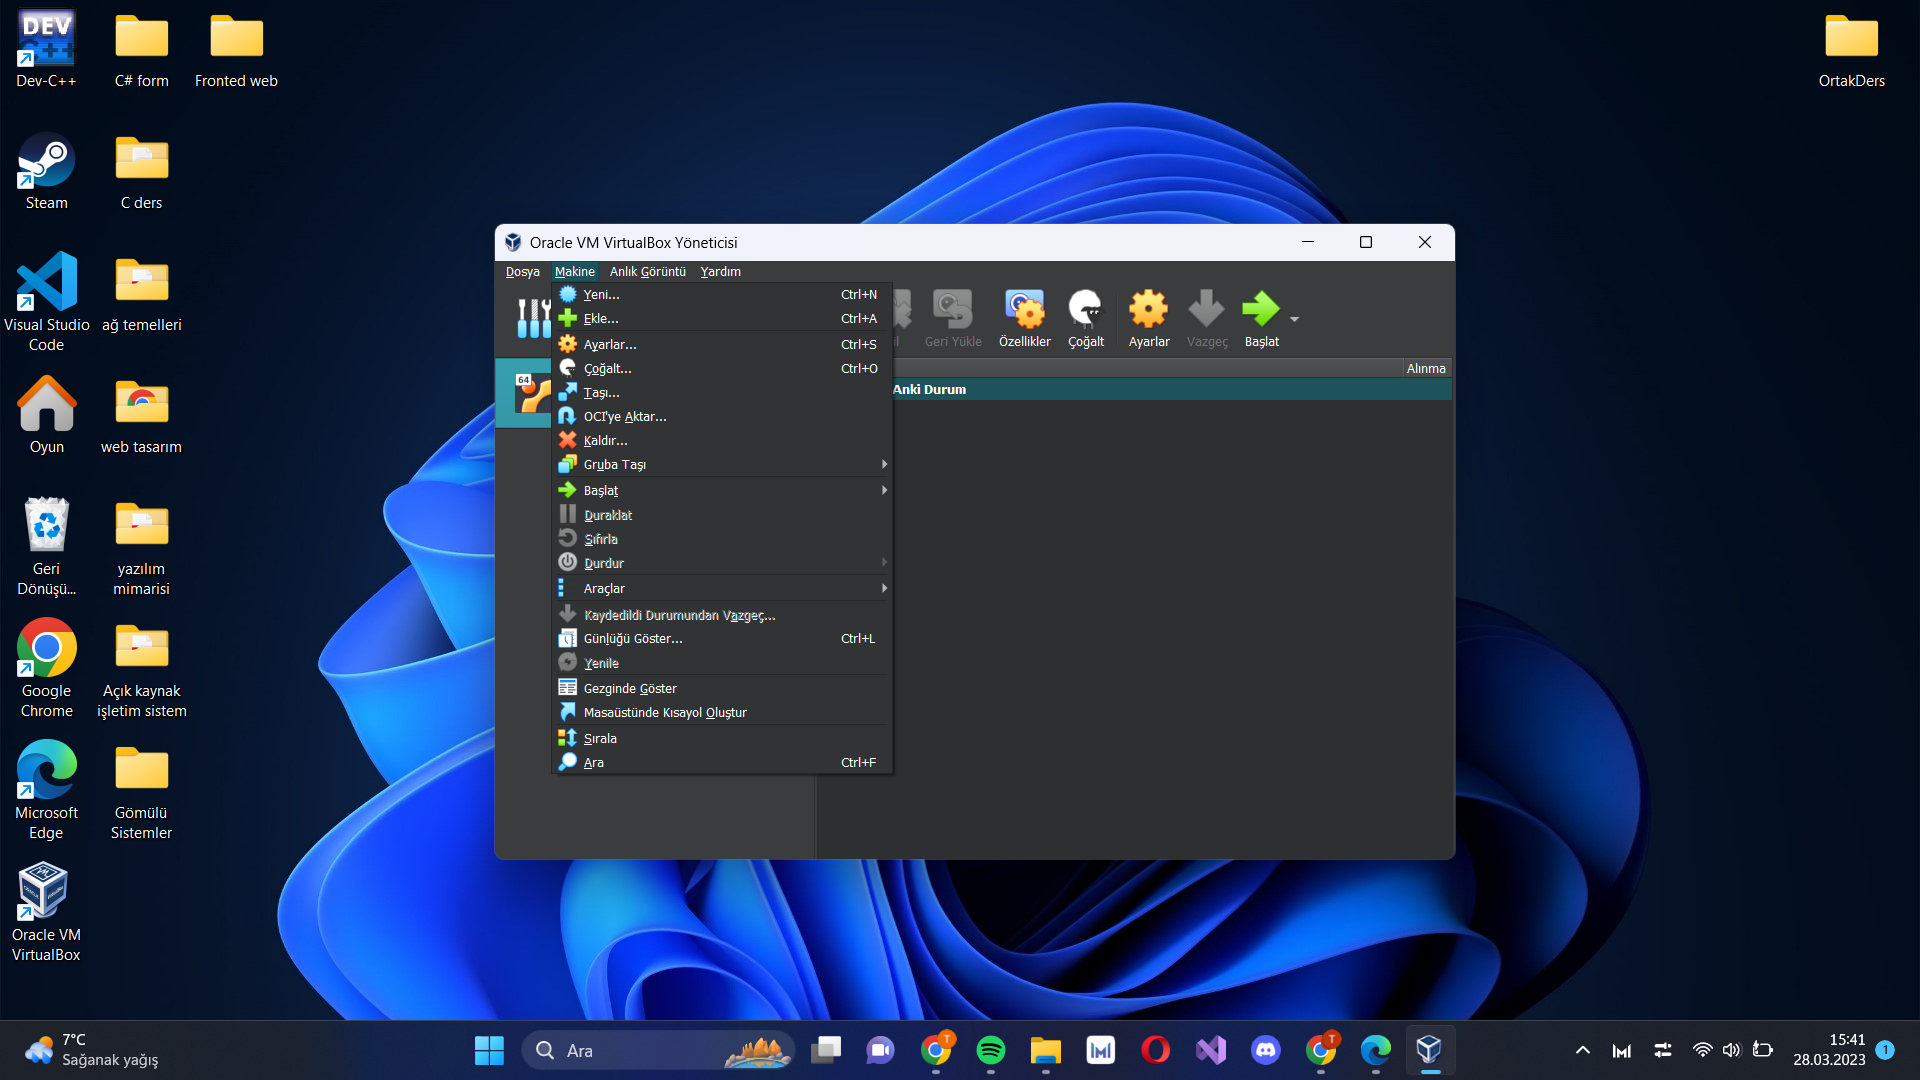 DEV
C++
Dev-C++
C# form
Fronted web
OrtakDers
Steam
C ders
Visual Studio
Code
ağ temelleri
Oyun
web tasarım
Geri
Dönüşü...
yazılım
mimarisi
Google
Chrome
Açık kaynak
işletim sistem
Microsoft
Edge
Gömülü
Sistemler
Oracle VM
VirtualBox
Oracle VM VirtualBox Yöneticisi
Dosya Makine Anlık Görüntü Yardım
Geri Yükle Özellikler Çoğalt Ayarlar Vazgeç Başlat
64
Alınma
Anki Durum
Yeni... Ctrl+N
Ekle... Ctrl+A
Ayarlar... Ctrl+S
Çoğalt... Ctrl+O
Taşı...
OCI'ye Aktar...
Kaldır...
Gruba Taşı
Başlat
Duraklat
Sıfırla
Durdur
Araçlar
Kaydedildi Durumundan Vazgeç...
Günlüğü Göster... Ctrl+L
Yenile
Gezginde Göster
Masaüstünde Kısayol Oluştur
Sırala
Ara Ctrl+F
7°C
Sağanak yağış
Ara
T
T
15:41
28.03.2023
1